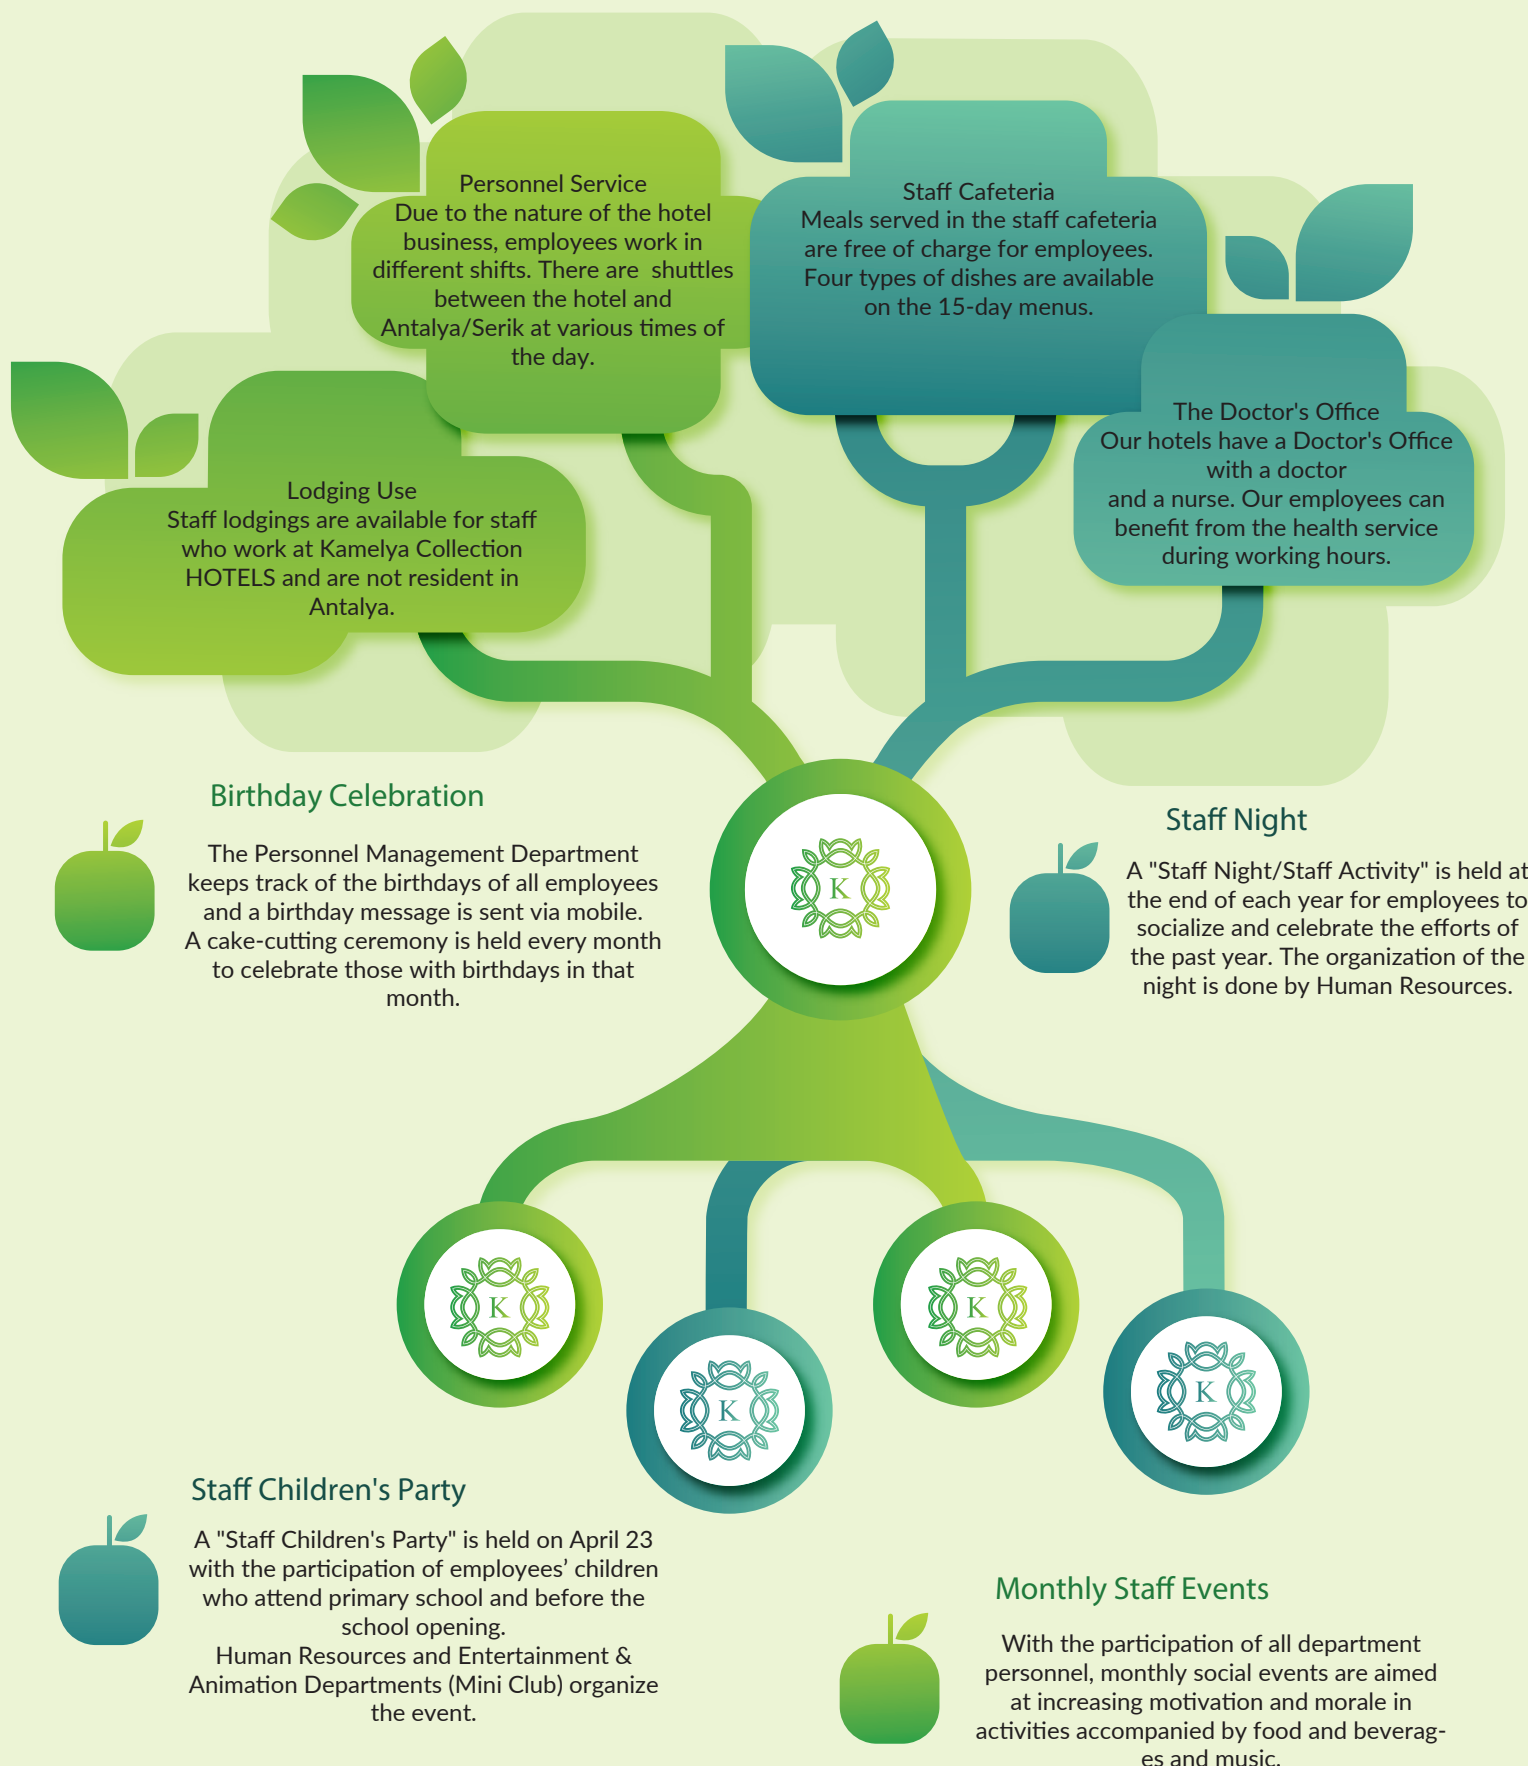 Personnel Service
Due to the nature of the hotel
business, employees work in
different shifts. There are shuttles
between the hotel and
Antalya/Serik at various times of
the day.
Staff Cafeteria
Meals served in the staff cafeteria
are free of charge for employees.
Four types of dishes are available
on the 15-day menus.
The Doctor's Office
Our hotels have a Doctor's Office
with a doctor
and a nurse. Our employees can
benefit from the health service
during working hours.
Lodging Use
Staff lodgings are available for staff
who work at Kamelya Collection
HOTELS and are not resident in
Antalya.
Birthday Celebration
The Personnel Management Department
keeps track of the birthdays of all employees
and a birthday message is sent via mobile.
A cake-cutting ceremony is held every month
to celebrate those with birthdays in that
month.
K
Staff Night
A "Staff Night/Staff Activity" is held at
the end of each year for employees to
socialize and celebrate the efforts of
the past year. The organization of the
night is done by Human Resources.
K
K
K
K
Staff Children's Party
A "Staff Children's Party" is held on April 23
with the participation of employees’ children
who attend primary school and before the
school opening.
Human Resources and Entertainment &
Animation Departments (Mini Club) organize
the event.
Monthly Staff Events
With the participation of all department
personnel, monthly social events are aimed
at increasing motivation and morale in
activities accompanied by food and beverag-
es and music.